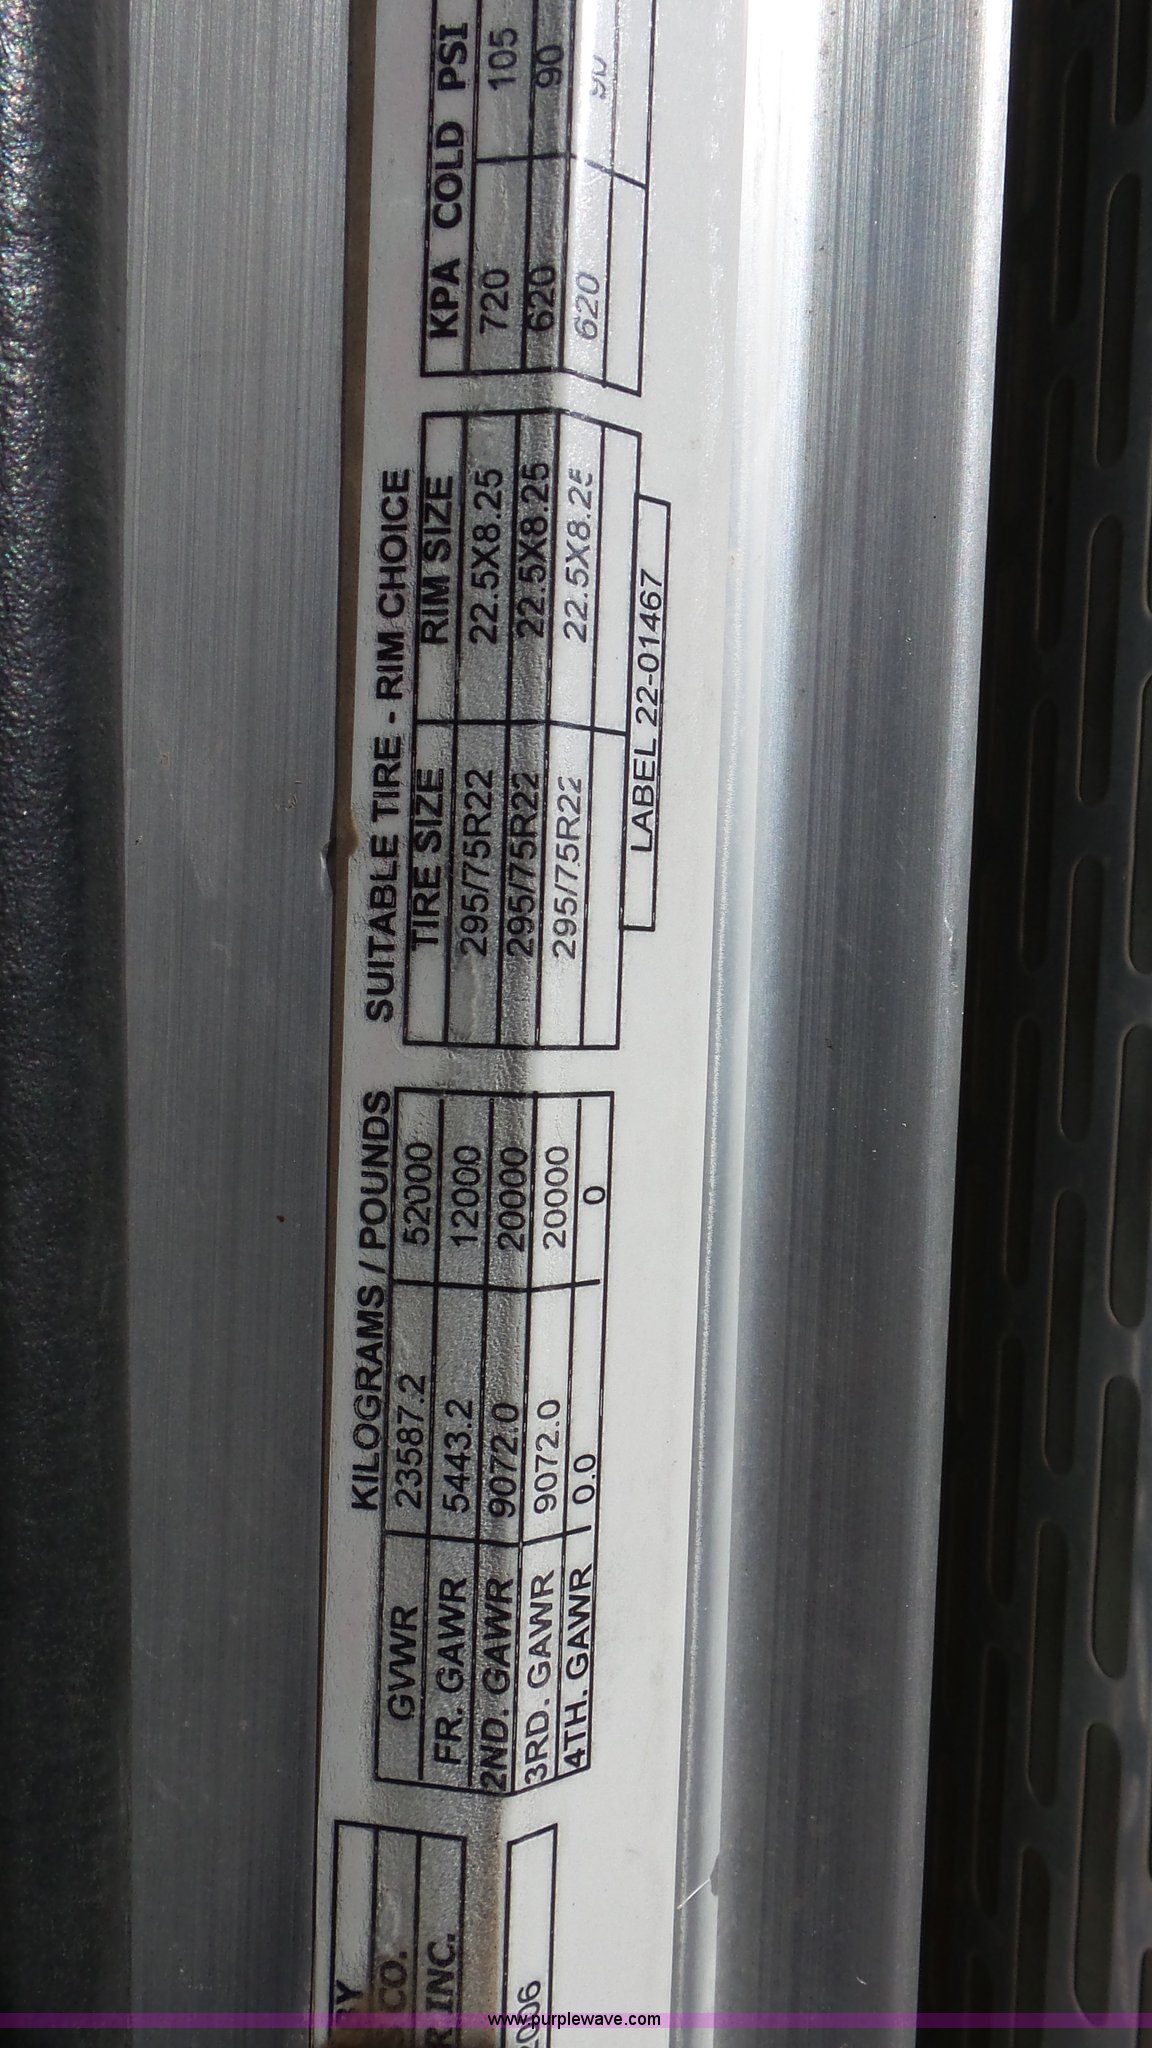 BY
CO.
INC.
2006
KILOGRAMS / POUNDS
GVWR 23587.2 52000
FR. GAWR 5443.2 12000
2ND. GAWR 9072.0 20000
3RD. GAWR 9072.0 20000
4TH. GAWR 0.0 0
SUITABLE TIRE - RIM CHOICE
TIRE SIZE RIM SIZE
295/75R22 22.5X8.25
295/75R22 22.5X8.25
295/75R22 22.5X8.25
LABEL 22-01467
KPA COLD PSI
720 105
620 90
620 90
www.purplewave.com